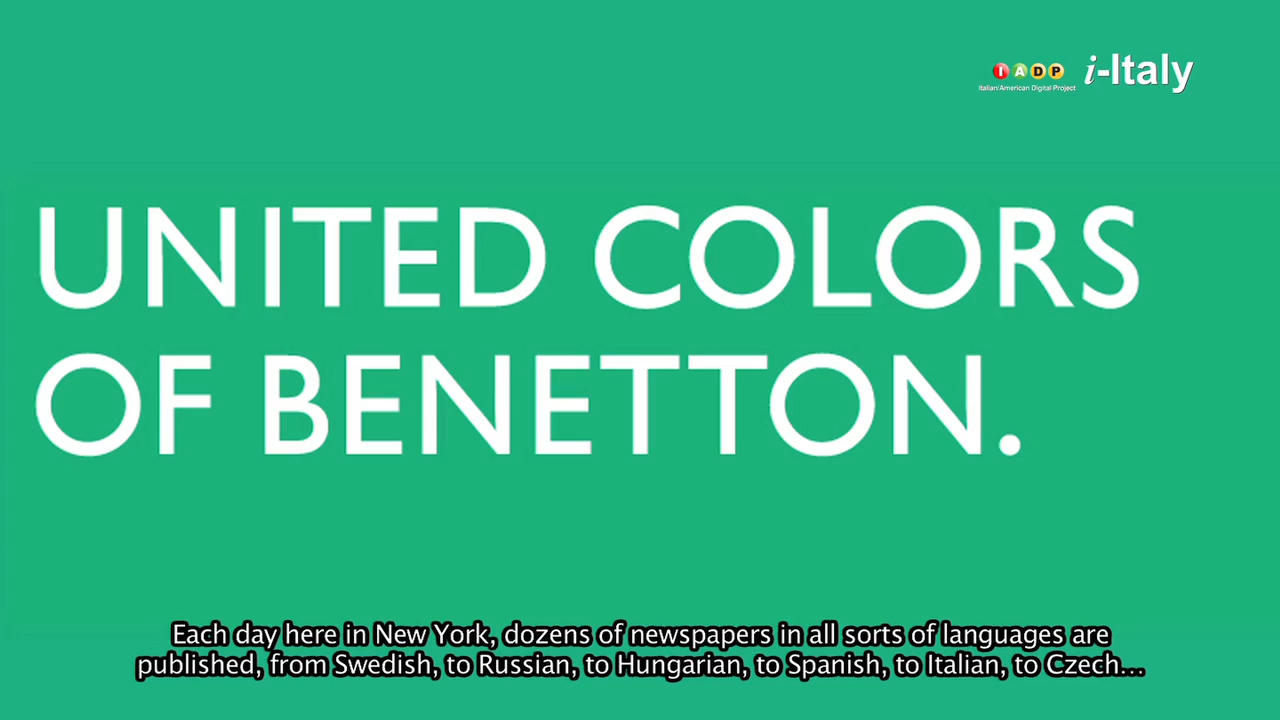 IADP i-Italy
Italian/American Digital Project
UNITED COLORS
OF BENETTON.
Each day here in New York, dozens of newspapers in all sorts of languages are
published, from Swedish, to Russian, to Hungarian, to Spanish, to Italian, to Czech...